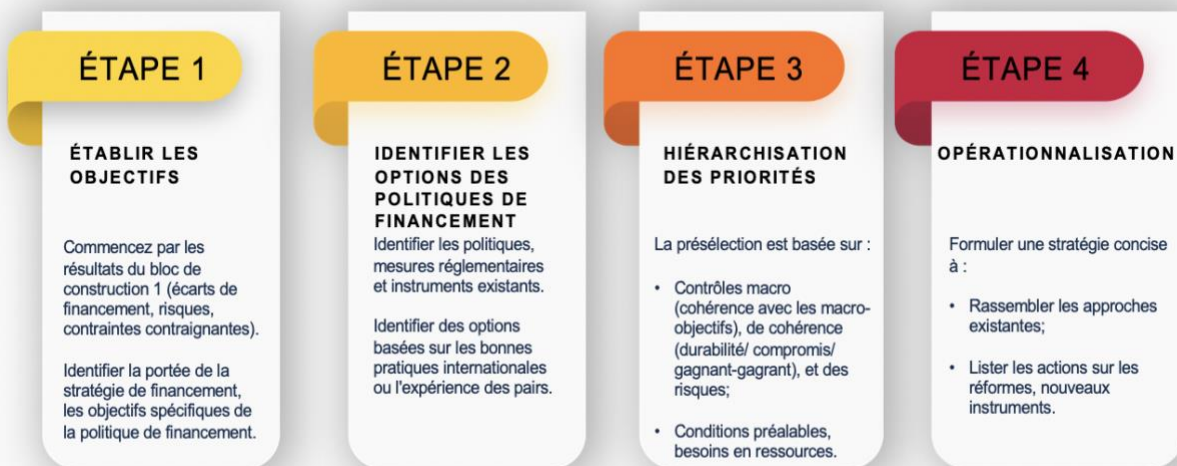 ÉTAPE 1
ÉTABLIR LES
OBJECTIFS
Commencez par les
résultats du bloc de
construction 1 (écarts de
financement, risques,
contraintes contraignantes).
Identifier la portée de la
stratégie de financement,
les objectifs spécifiques de
la politique de financement.
ÉTAPE 2
IDENTIFIER LES
OPTIONS DES
POLITIQUES DE
FINANCEMENT
Identifier les politiques,
mesures réglementaires
et instruments existants.
Identifier des options
basées sur les bonnes
pratiques internationales
ou l'expérience des pairs.
ÉTAPE 3
HIÉRARCHISATION
DES PRIORITÉS
La présélection est basée sur :
• Contrôles macro
(cohérence avec les macro-
objectifs), de cohérence
(durabilité/ compromis/
gagnant-gagrant), et des
risques;
• Conditions préalables,
besoins en ressources.
ÉTAPE 4
OPÉRATIONNALISATION
Formuler une stratégie concise
à :
• Rassembler les approches
existantes;
• Lister les actions sur les
réformes, nouveaux
instruments.